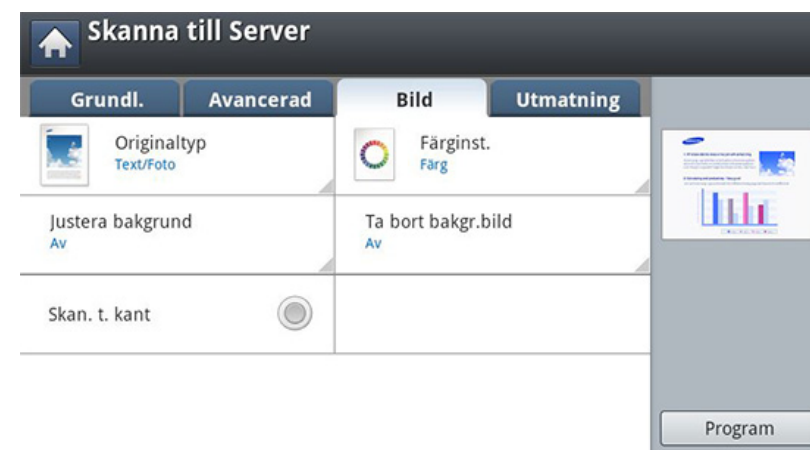 Skanna till Server
Grundl.
Avancerad
Bild
Utmatning
Originaltyp
Text/Foto
Färginst.
Färg
Justera bakgrund
Av
Ta bort bakgr.bild
Av
Skan. t. kant
Program